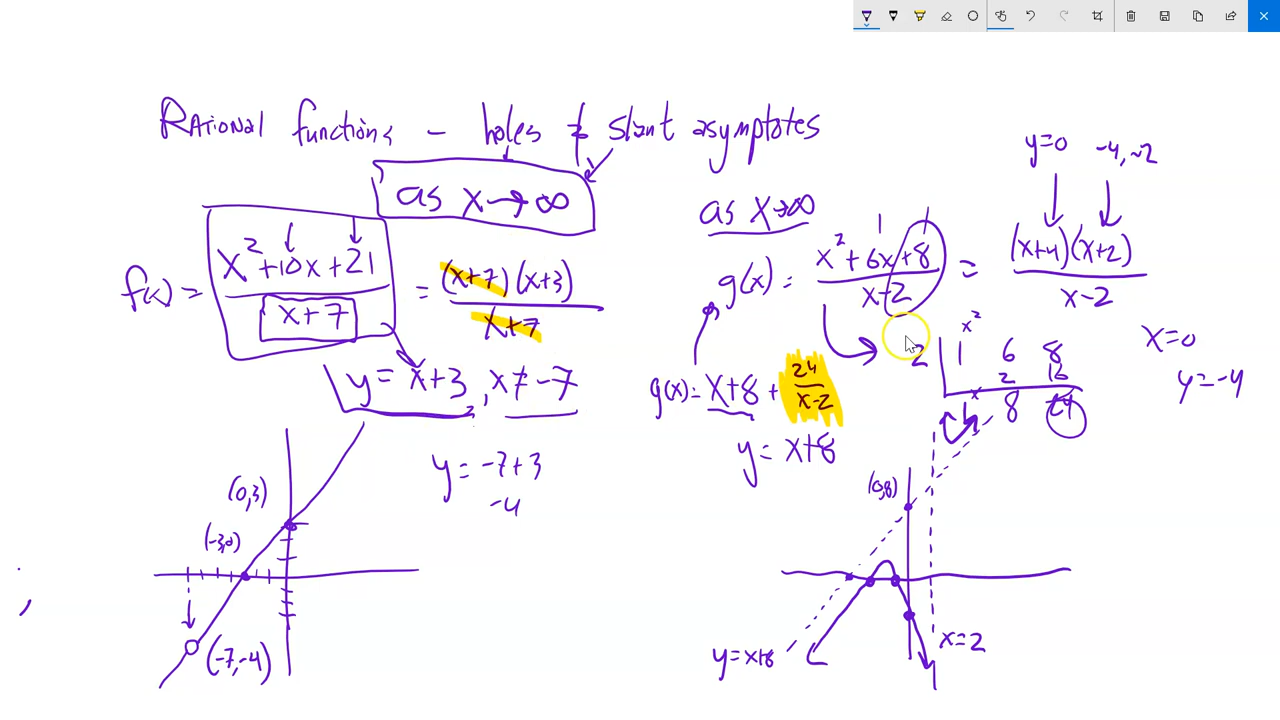 Rational functions - holes & slant asymptotes
as x→∞
f(x) = x²+10x+21 / x+7 = (x+7)(x+3) / x+7
y = x+3, x≠-7
y = -7+3
-4
(0,3)
(-3,0)
(-7,-4)
as x→∞
g(x) = x²+6x+8 / x-2 = (x+4)(x+2) / x-2
y=0 -4,-2
g(x) = x+8 + 24/x-2
y = x+8
x²
2 1 6 8
2 16
x
1 8 24
x=0
y=-4
(0,8)
y=x+8
x=2